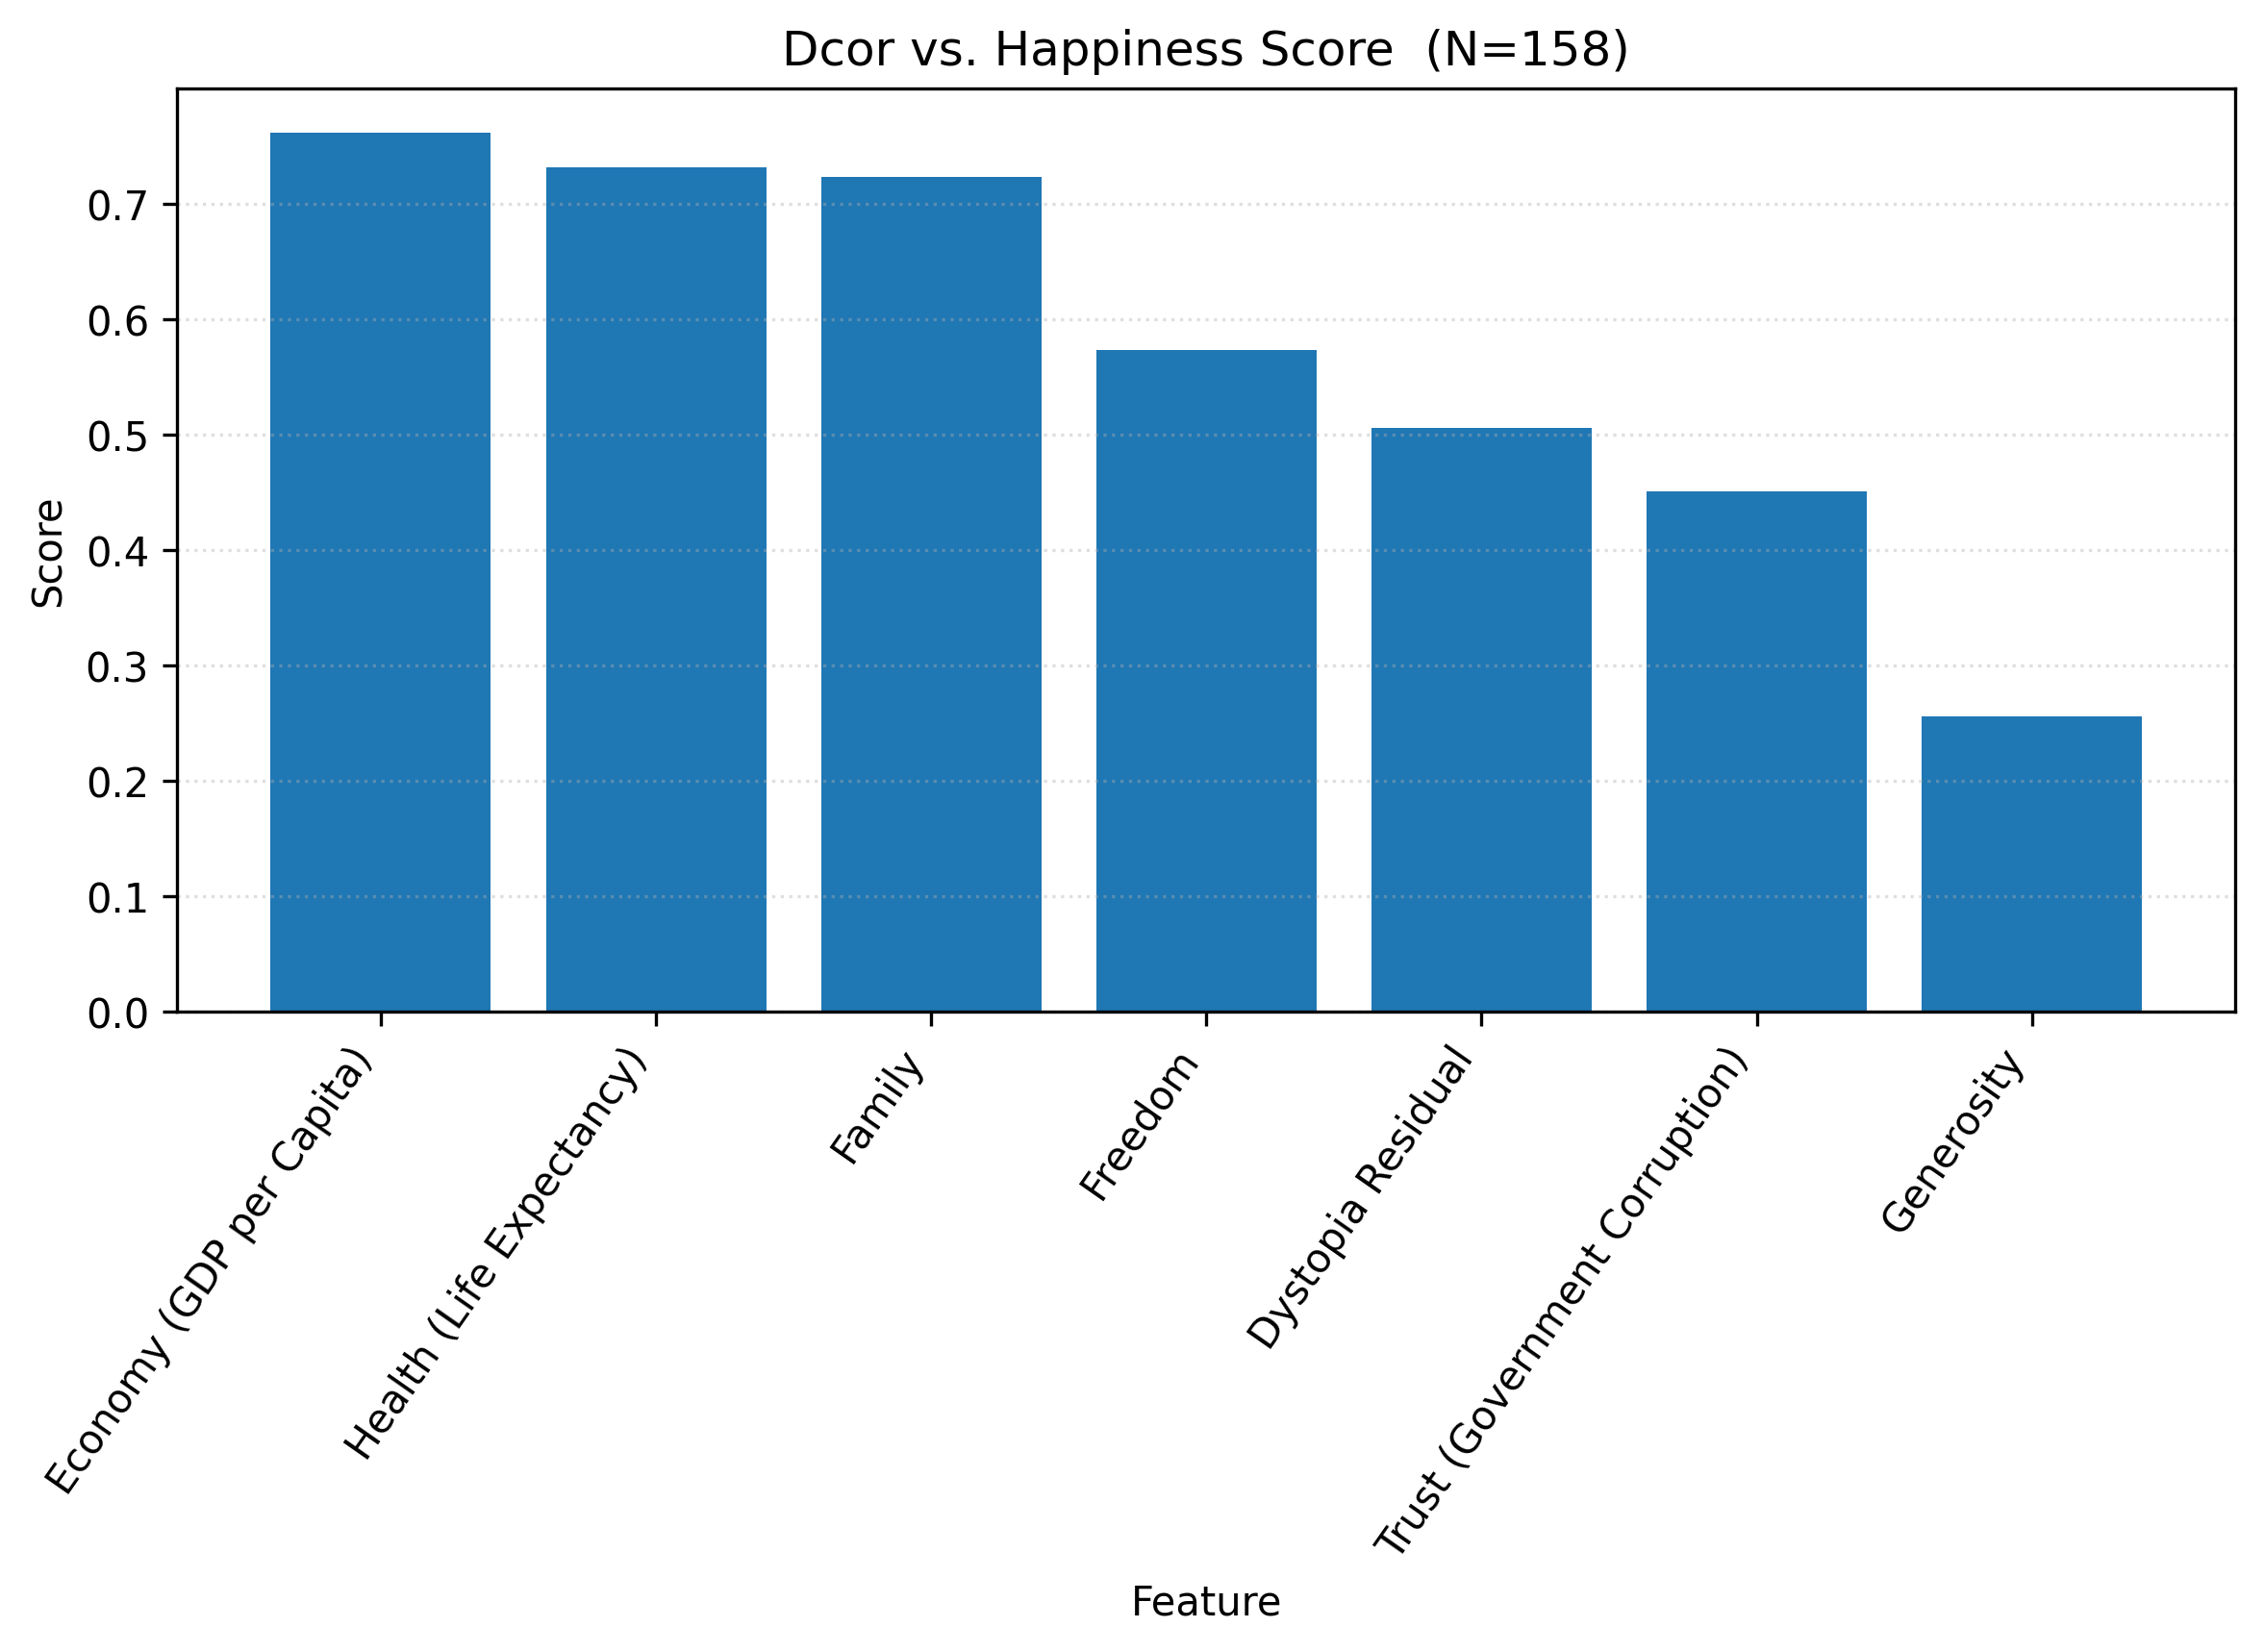 Dcor vs. Happiness Score (N=158)
Score
0.7
0.6
0.5
0.4
0.3
0.2
0.1
0.0
Economy (GDP per Capita)
Health (Life Expectancy)
Family
Freedom
Dystopia Residual
Trust (Government Corruption)
Generosity
Feature